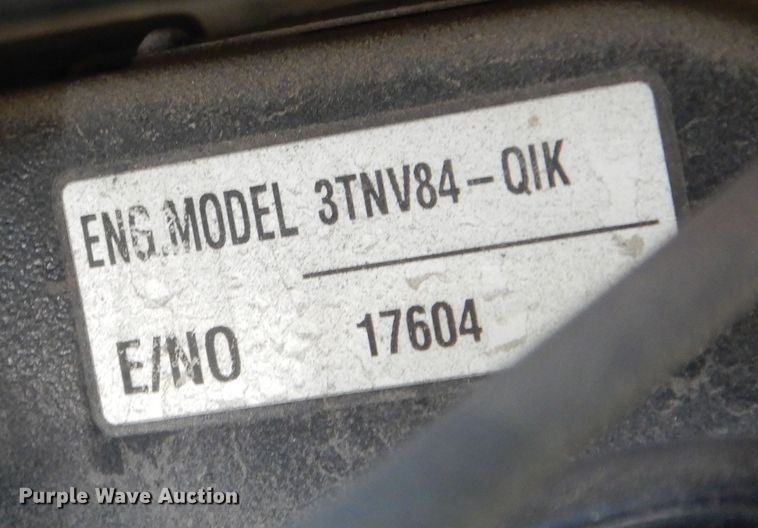 ENG.MODEL 3TNV84-QIK
E/NO 17604
Purple Wave Auction